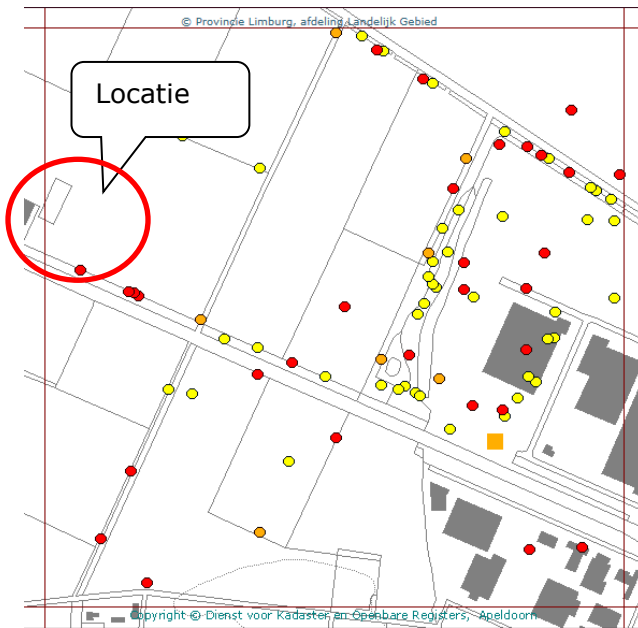 © Provincie Limburg, afdeling Landelijk Gebied
Locatie
Copyright © Dienst voor Kadaster en Openbare Registers, Apeldoorn